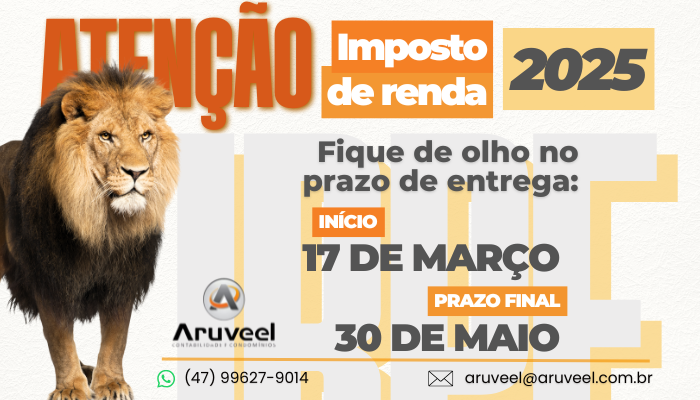 ATENÇÃO
Imposto
de renda
2025
Fique de olho no
prazo de entrega:
INÍCIO
17 DE MARÇO
PRAZO FINAL
30 DE MAIO
Aruveel
CONTABILIDADE E CONDOMÍNIOS
(47) 99627-9014
aruveel@aruveel.com.br
IRPF